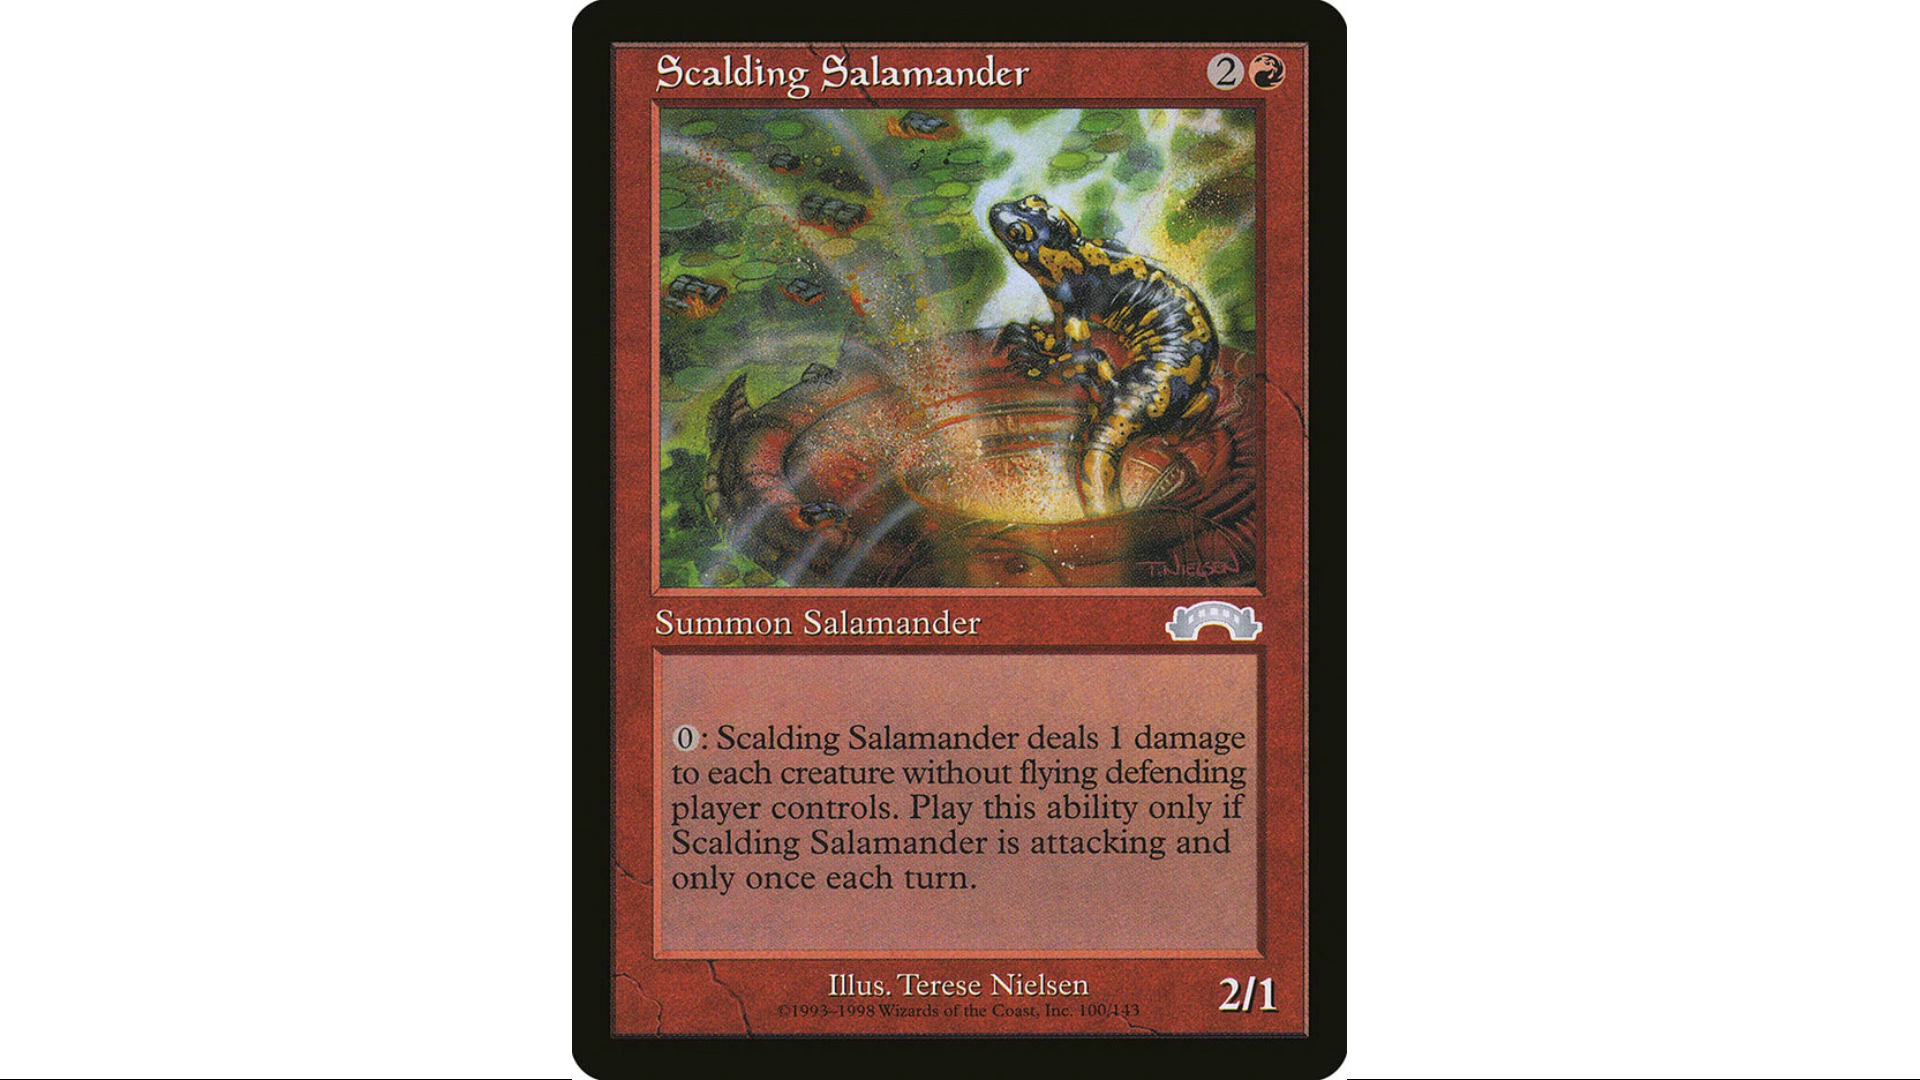 Scalding Salamander 2
T. NIELSEN
Summon Salamander
0: Scalding Salamander deals 1 damage
to each creature without flying defending
player controls. Play this ability only if
Scalding Salamander is attacking and
only once each turn.
Illus. Terese Nielsen
©1993–1998 Wizards of the Coast, Inc. 100/143
2/1